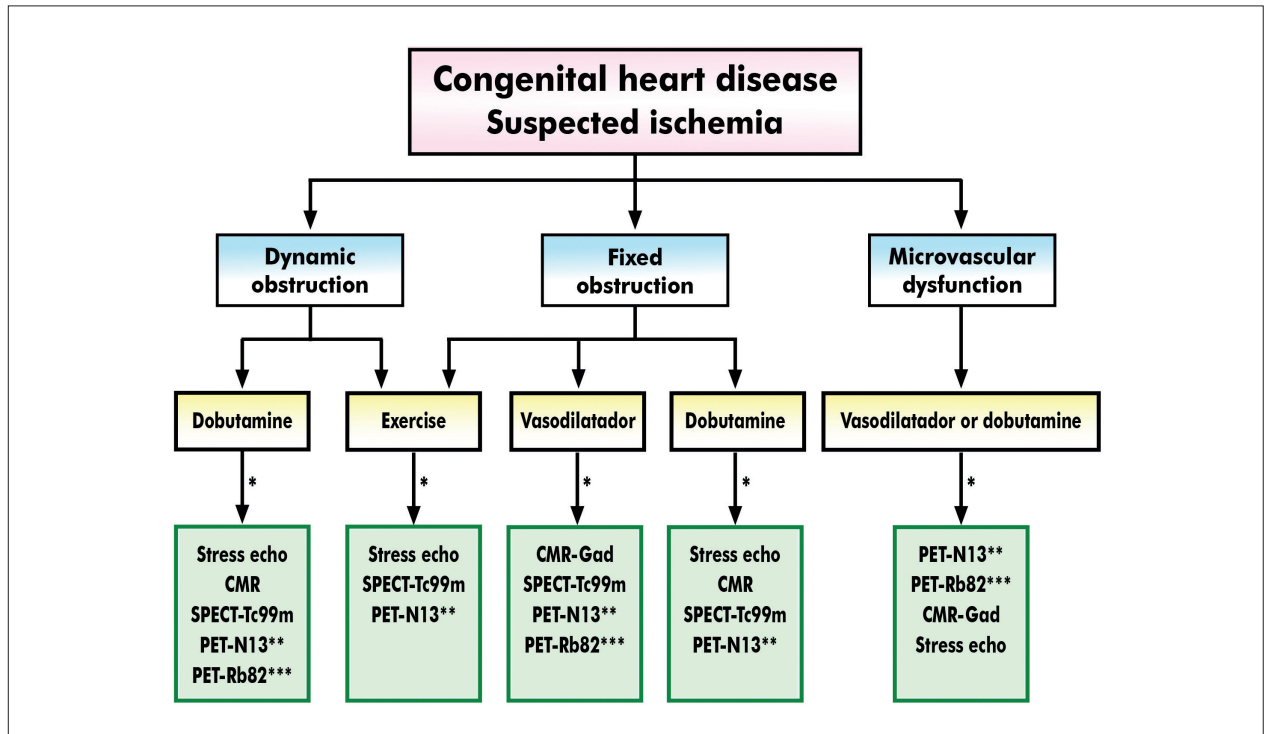 Congenital heart disease
Suspected ischemia
Dynamic
obstruction
Fixed
obstruction
Microvascular
dysfunction
Dobutamine
Exercise
Vasodilatador
Dobutamine
Vasodilatador or dobutamine
*
*
*
*
*
Stress echo
CMR
SPECT-Tc99m
PET-N13**
PET-Rb82***
Stress echo
SPECT-Tc99m
PET-N13**
CMR-Gad
SPECT-Tc99m
PET-N13**
PET-Rb82***
Stress echo
CMR
SPECT-Tc99m
PET-N13**
PET-N13**
PET-Rb82***
CMR-Gad
Stress echo